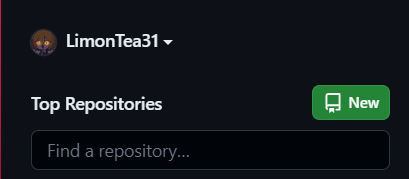 LimonTea31
Top Repositories
New
Find a repository...